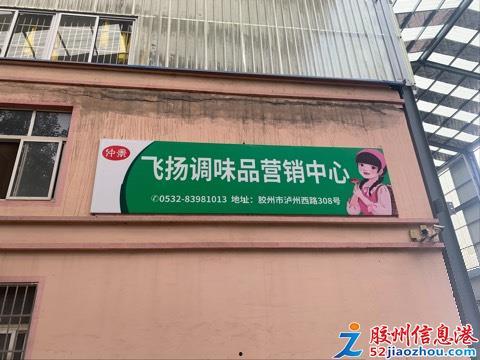 仲景
飞扬调味品营销中心
✆0532-83981013 地址：胶州市泸州西路308号
胶州信息港
52jiaozhou.com